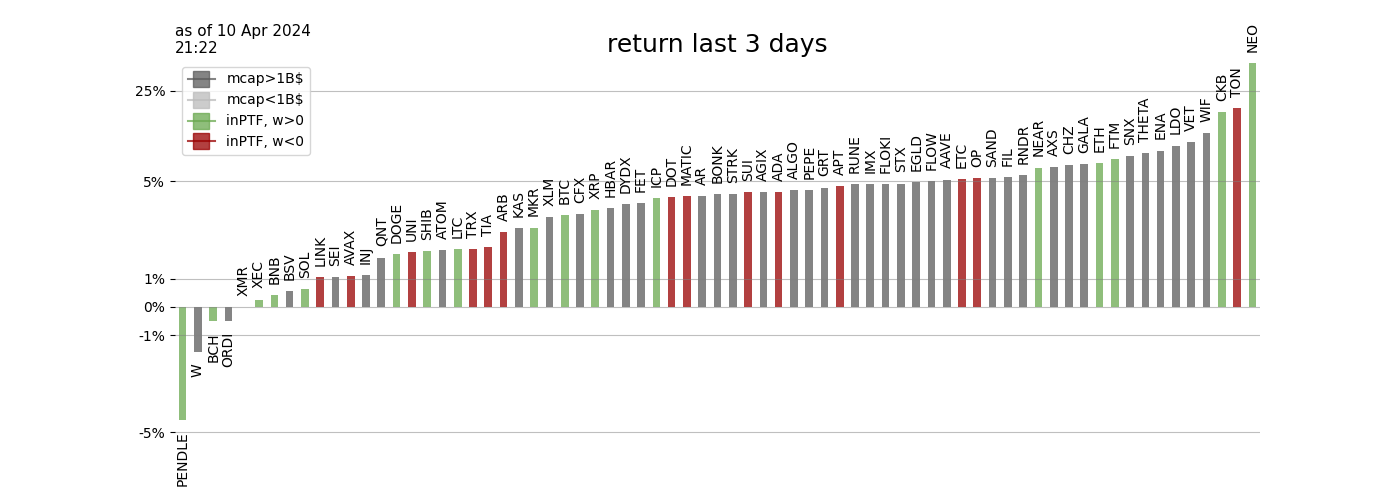 as of 10 Apr 2024
21:22
return last 3 days
mcap>1B$
mcap<1B$
inPTF, w>0
inPTF, w<0
25%
5%
1%
0%
-1%
-5%
PENDLE
W
BCH
ORDI
XMR
XEC
BNB
BSV
SOL
LINK
SEI
AVAX
INJ
QNT
DOGE
UNI
SHIB
ATOM
LTC
TRX
TIA
ARB
KAS
MKR
XLM
BTC
CFX
XRP
HBAR
DYDX
FET
ICP
DOT
MATIC
AR
BONK
STRK
SUI
AGIX
ADA
ALGO
PEPE
GRT
APT
RUNE
IMX
FLOKI
STX
EGLD
FLOW
AAVE
ETC
OP
SAND
FIL
RNDR
NEAR
AXS
CHZ
GALA
ETH
FTM
SNX
THETA
ENA
LDO
VET
WIF
CKB
TON
NEO